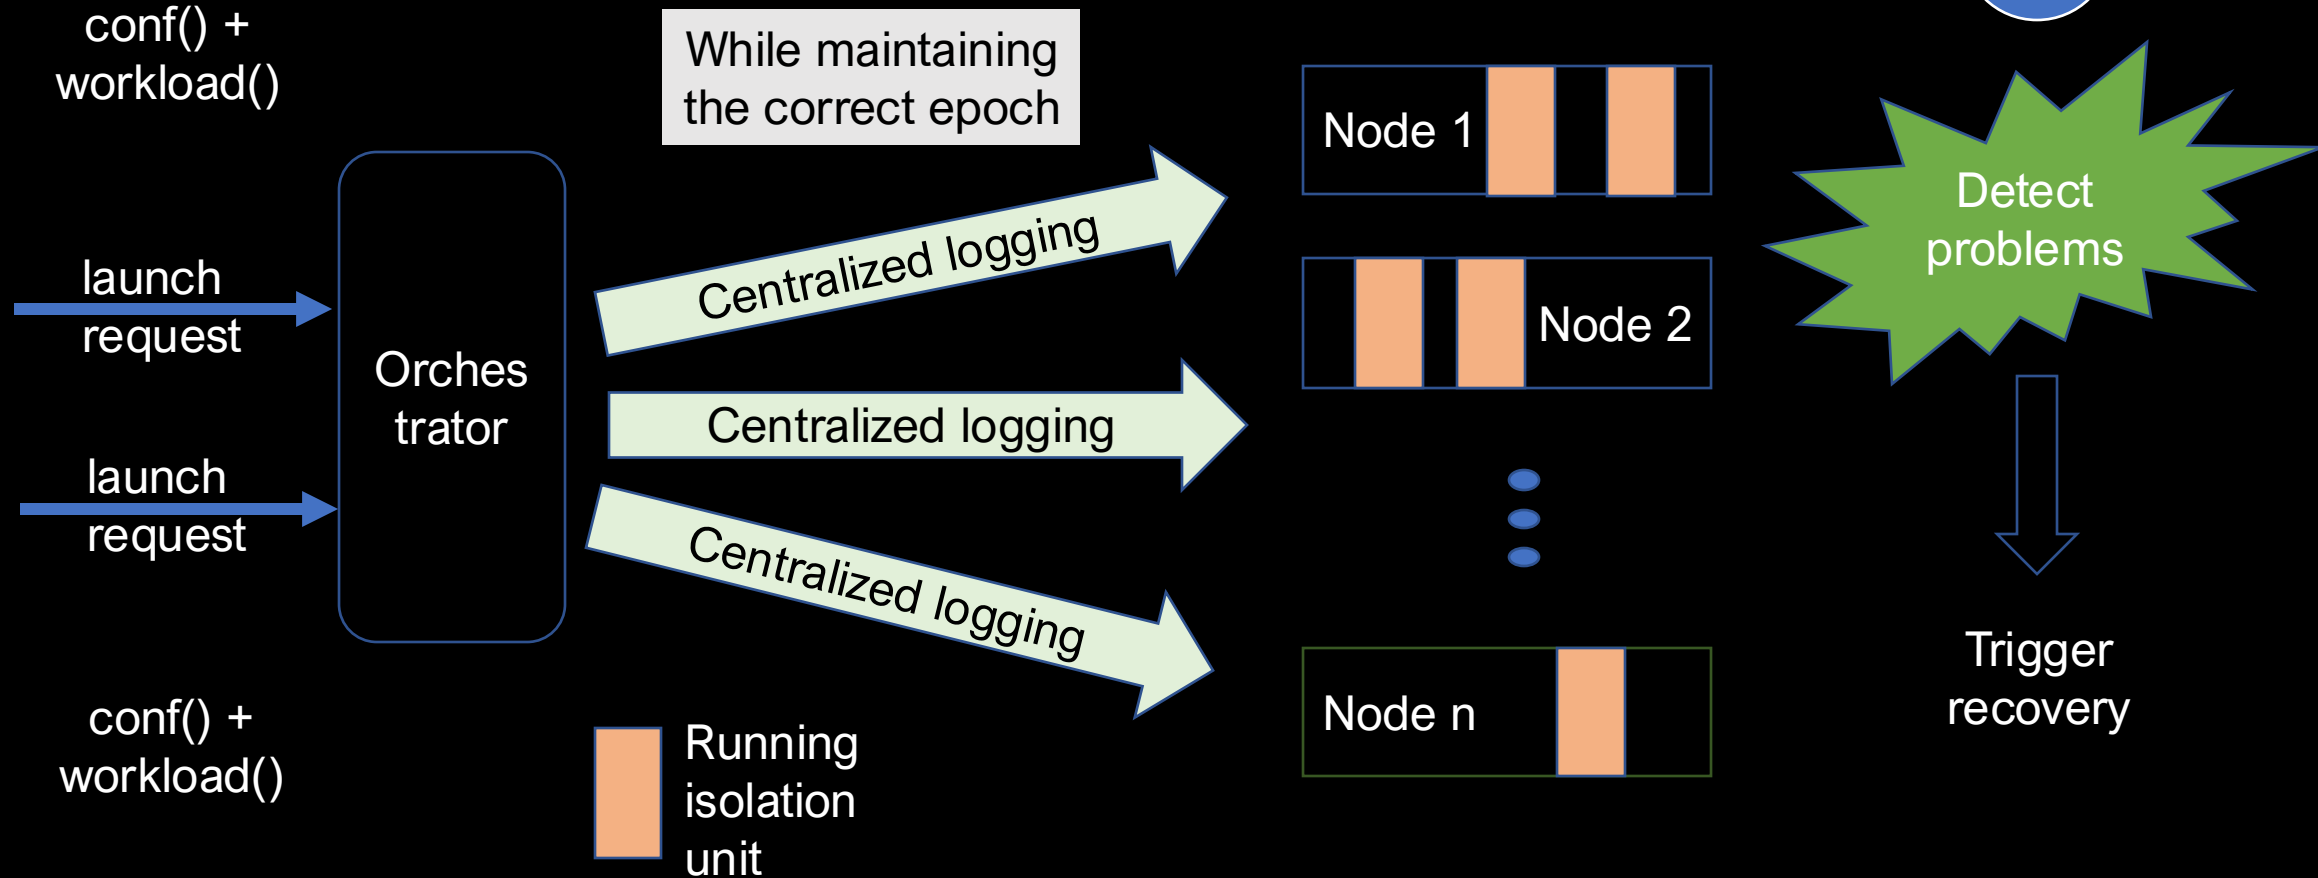 conf() +
workload()
While maintaining
the correct epoch
launch
request
launch
request
conf() +
workload()
Orches
trator
Centralized logging
Centralized logging
Centralized logging
Running
isolation
unit
Node 1
Node 2
Node n
Detect
problems
Trigger
recovery